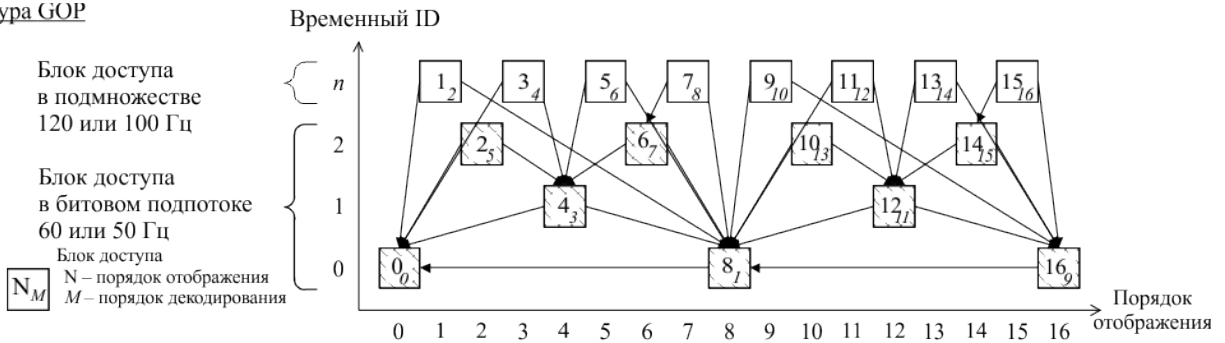 ура GOP
Временный ID
Блок доступа
в подмножестве
120 или 100 Гц
n
1 2
3 4
5 6
7 8
9 10
11 12
13 14
15 16
2
2 5
6 7
10 13
14 15
Блок доступа
в битовом подпотоке
60 или 50 Гц
1
4 3
12 11
0
0 0
8 1
16 9
Блок доступа
N – порядок отображения
M – порядок декодирования
N M
0 1 2 3 4 5 6 7 8 9 10 11 12 13 14 15 16
Порядок
отображения